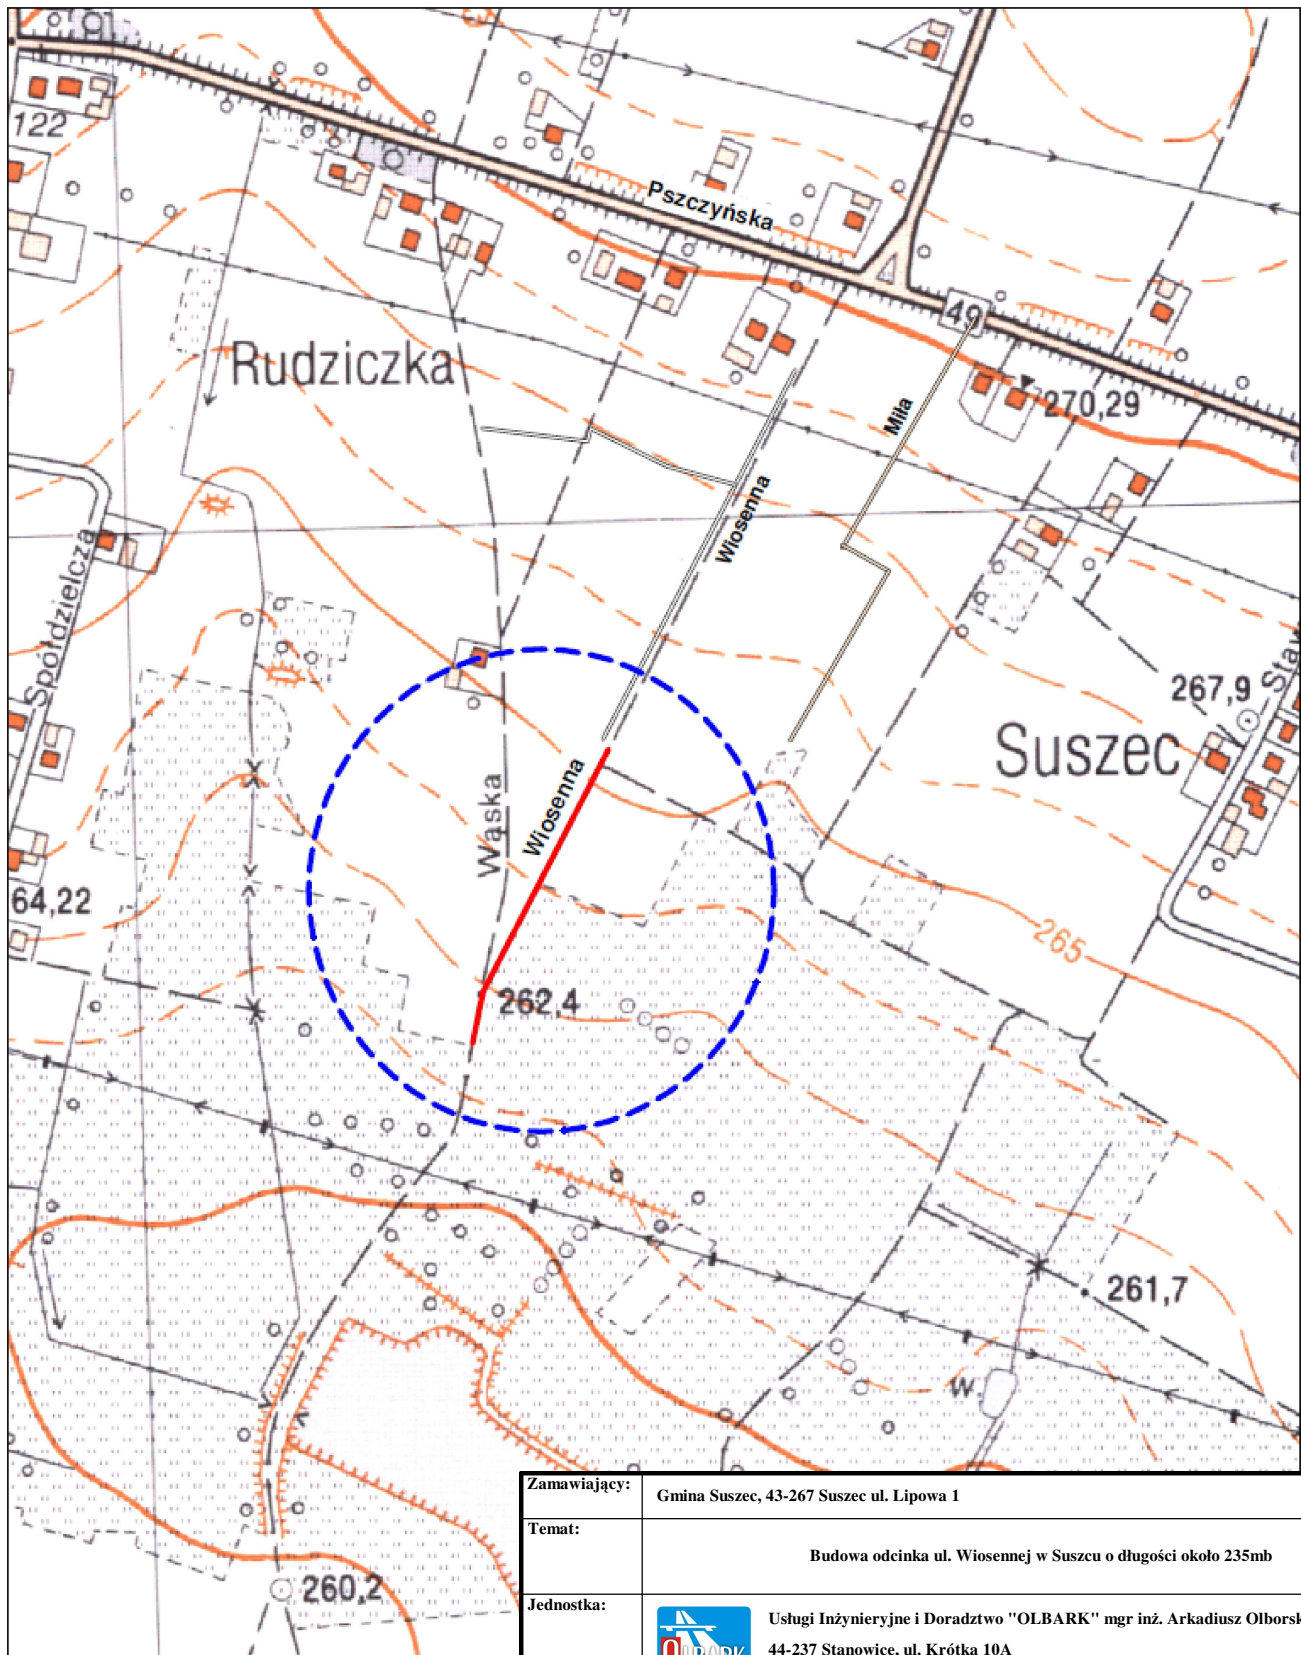 122
Pszczyńska
49
Rudziczka
270,29
Miła
Wiosenna
Spółdzielcza
267,9
Suszec
Wąska
Wiosenna
64,22
265
262,4
261,7
W.
260,2
Zamawiający:
Gmina Suszec, 43-267 Suszec ul. Lipowa 1
Temat:
Budowa odcinka ul. Wiosennej w Suszcu o długości około 235mb
Jednostka:
OLBARK
Usługi Inżynieryjne i Doradztwo "OLBARK" mgr inż. Arkadiusz Olborsk
44-237 Stanowice, ul. Krótka 10A